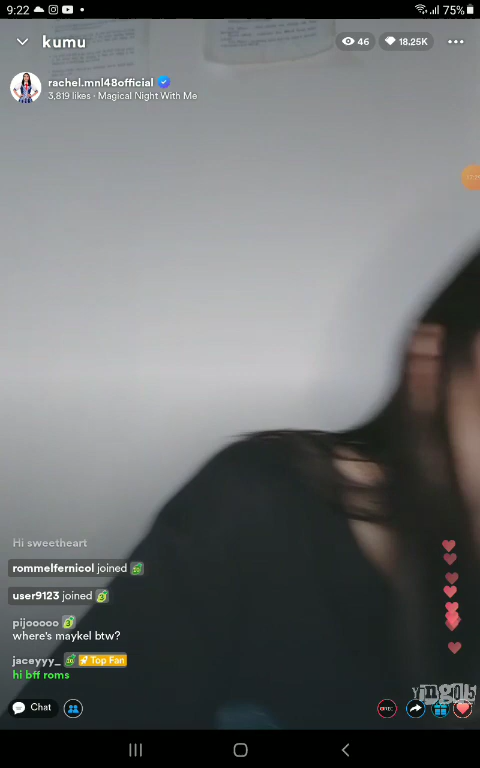 9:22
75%
kumu
46
18.25K
rachel.mnl48official
3,819 likes · Magical Night With Me
Hi sweetheart
rommelfernicol joined
user9123 joined
pijooooo
where's maykel btw?
jaceyyy_ Top Fan
hi bff roms
Chat